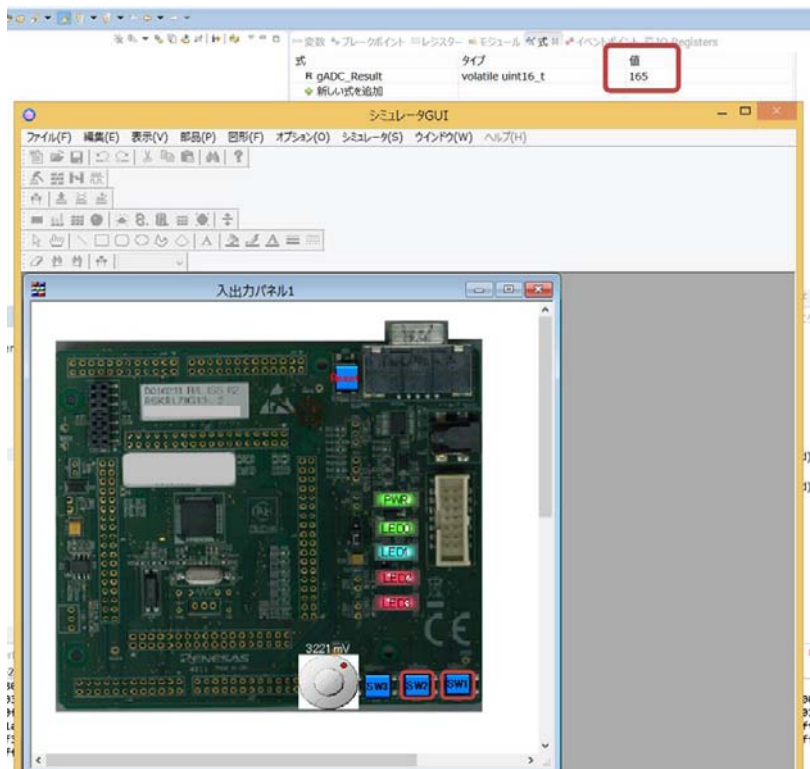 変数 ブレークポイント レジスター モジュール 式 イベントポイント IO Registers
式 タイプ 値
gADC_Result volatile uint16_t 165
新しい式を追加
シミュレータGUI
ファイル(F) 編集(E) 表示(V) 部品(P) 図形(F) オプション(O) シミュレータ(S) ウインドウ(W) ヘルプ(H)
入出力パネル1
Reset
PWR
LED0
LED1
LED2
LED3
CE
RENESAS
3221 mV
SW3 SW2 SW1